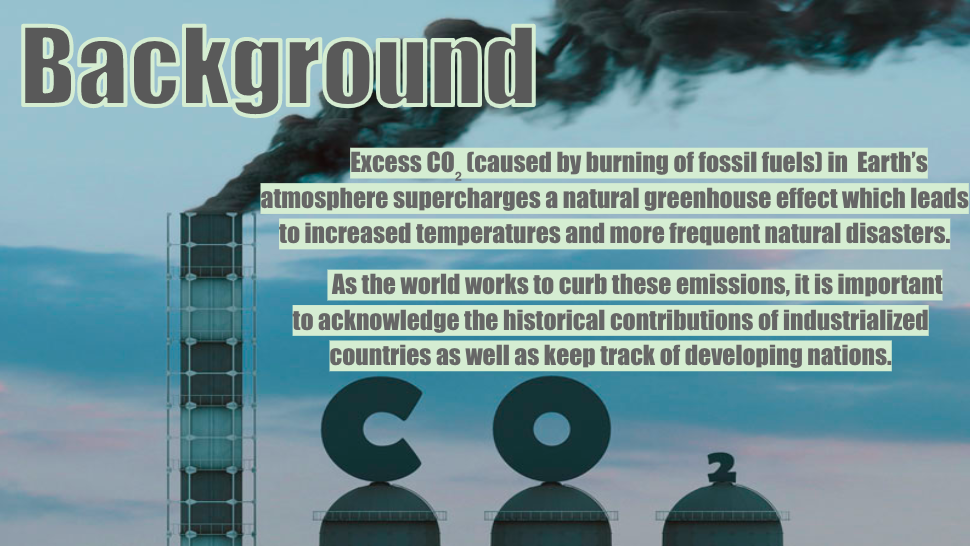 Background
Excess CO₂ (caused by burning of fossil fuels) in  Earth’s
atmosphere supercharges a natural greenhouse effect which leads
to increased temperatures and more frequent natural disasters.
As the world works to curb these emissions, it is important
to acknowledge the historical contributions of industrialized
countries as well as keep track of developing nations.
CO₂